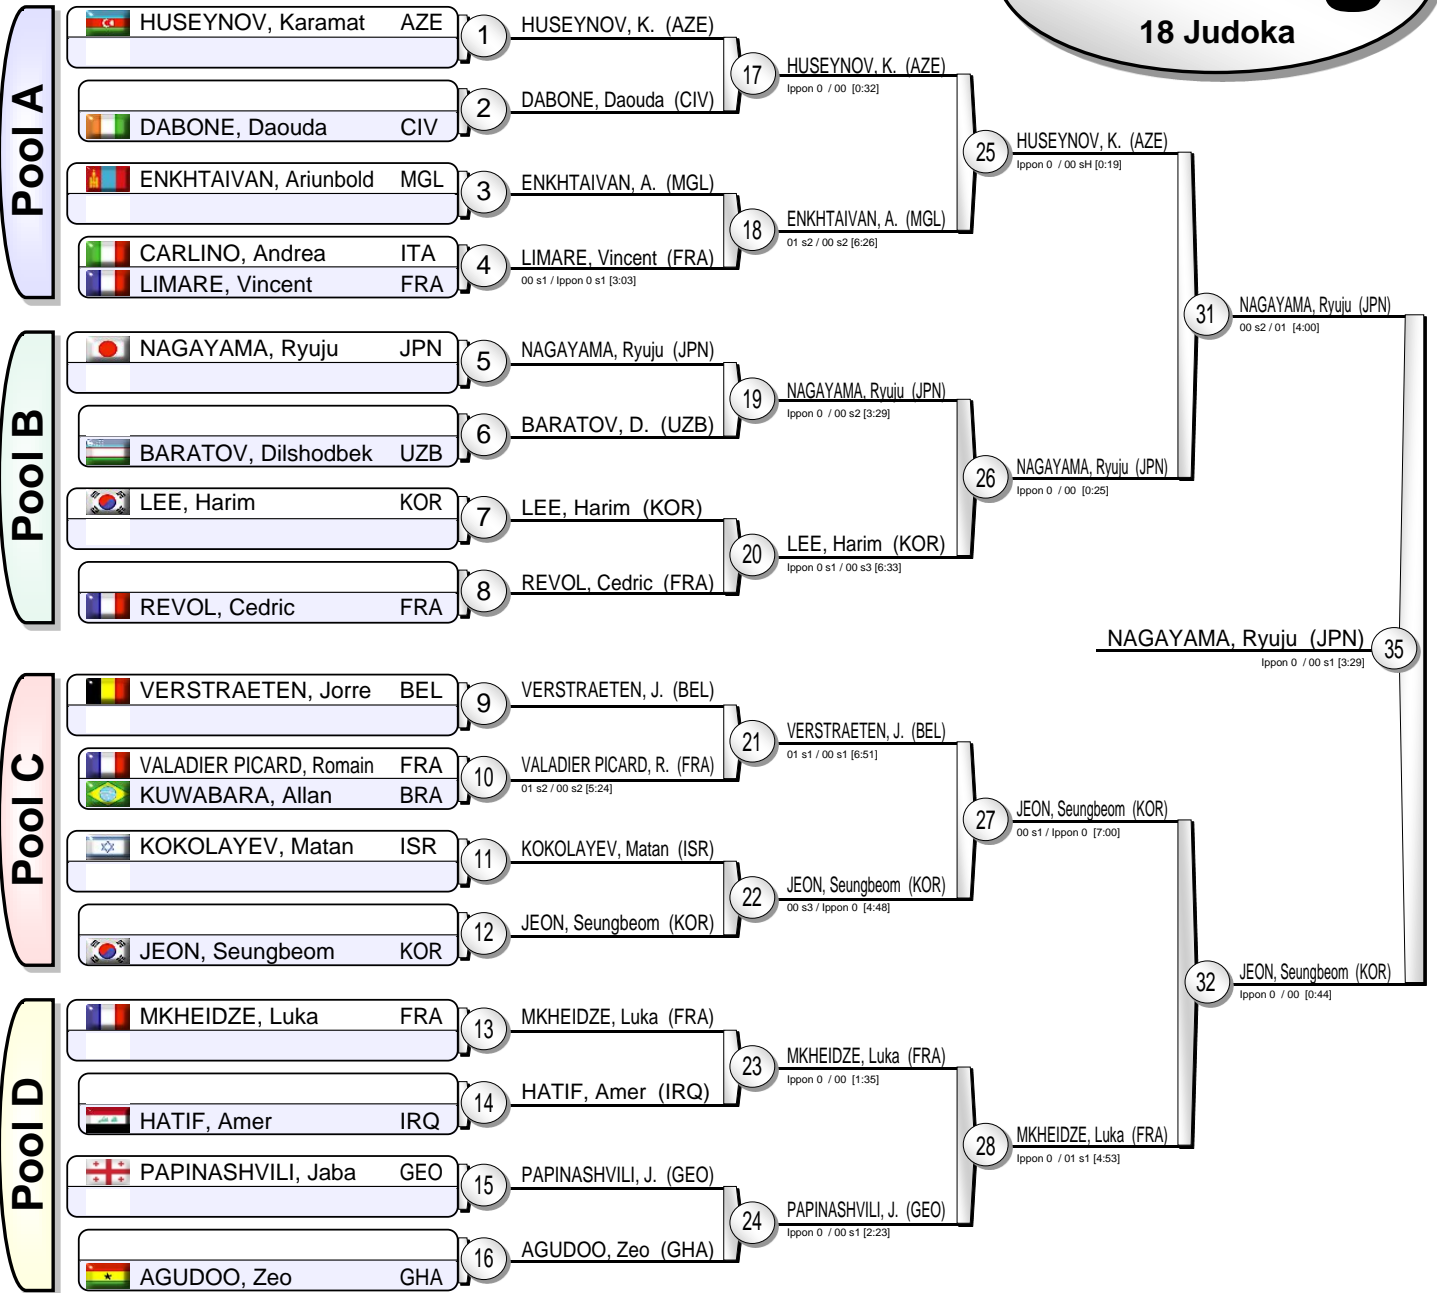 18 Judoka
Pool A
HUSEYNOV, Karamat AZE
1
HUSEYNOV, K. (AZE)
DABONE, Daouda CIV
2
DABONE, Daouda (CIV)
17
HUSEYNOV, K. (AZE)
Ippon 0 / 00 [0:32]
ENKHTAIVAN, Ariunbold MGL
3
ENKHTAIVAN, A. (MGL)
CARLINO, Andrea ITA
LIMARE, Vincent FRA
4
LIMARE, Vincent (FRA)
00 s1 / Ippon 0 s1 [3:03]
18
ENKHTAIVAN, A. (MGL)
01 s2 / 00 s2 [6:26]
25
HUSEYNOV, K. (AZE)
Ippon 0 / 00 sH [0:19]
Pool B
NAGAYAMA, Ryuju JPN
5
NAGAYAMA, Ryuju (JPN)
BARATOV, Dilshodbek UZB
6
BARATOV, D. (UZB)
19
NAGAYAMA, Ryuju (JPN)
Ippon 0 / 00 s2 [3:29]
LEE, Harim KOR
7
LEE, Harim (KOR)
REVOL, Cedric FRA
8
REVOL, Cedric (FRA)
20
LEE, Harim (KOR)
Ippon 0 s1 / 00 s3 [6:33]
26
NAGAYAMA, Ryuju (JPN)
Ippon 0 / 00 [0:25]
31
NAGAYAMA, Ryuju (JPN)
00 s2 / 01 [4:00]
NAGAYAMA, Ryuju (JPN)
35
Ippon 0 / 00 s1 [3:29]
Pool C
VERSTRAETEN, Jorre BEL
9
VERSTRAETEN, J. (BEL)
VALADIER PICARD, Romain FRA
KUWABARA, Allan BRA
10
VALADIER PICARD, R. (FRA)
01 s2 / 00 s2 [5:24]
21
VERSTRAETEN, J. (BEL)
01 s1 / 00 s1 [6:51]
KOKOLAYEV, Matan ISR
11
KOKOLAYEV, Matan (ISR)
JEON, Seungbeom KOR
12
JEON, Seungbeom (KOR)
22
JEON, Seungbeom (KOR)
00 s3 / Ippon 0 [4:48]
27
JEON, Seungbeom (KOR)
00 s1 / Ippon 0 [7:00]
Pool D
MKHEIDZE, Luka FRA
13
MKHEIDZE, Luka (FRA)
HATIF, Amer IRQ
14
HATIF, Amer (IRQ)
23
MKHEIDZE, Luka (FRA)
Ippon 0 / 00 [1:35]
PAPINASHVILI, Jaba GEO
15
PAPINASHVILI, J. (GEO)
AGUDOO, Zeo GHA
16
AGUDOO, Zeo (GHA)
24
PAPINASHVILI, J. (GEO)
Ippon 0 / 00 s1 [2:23]
28
MKHEIDZE, Luka (FRA)
Ippon 0 / 01 s1 [4:53]
32
JEON, Seungbeom (KOR)
Ippon 0 / 00 [0:44]